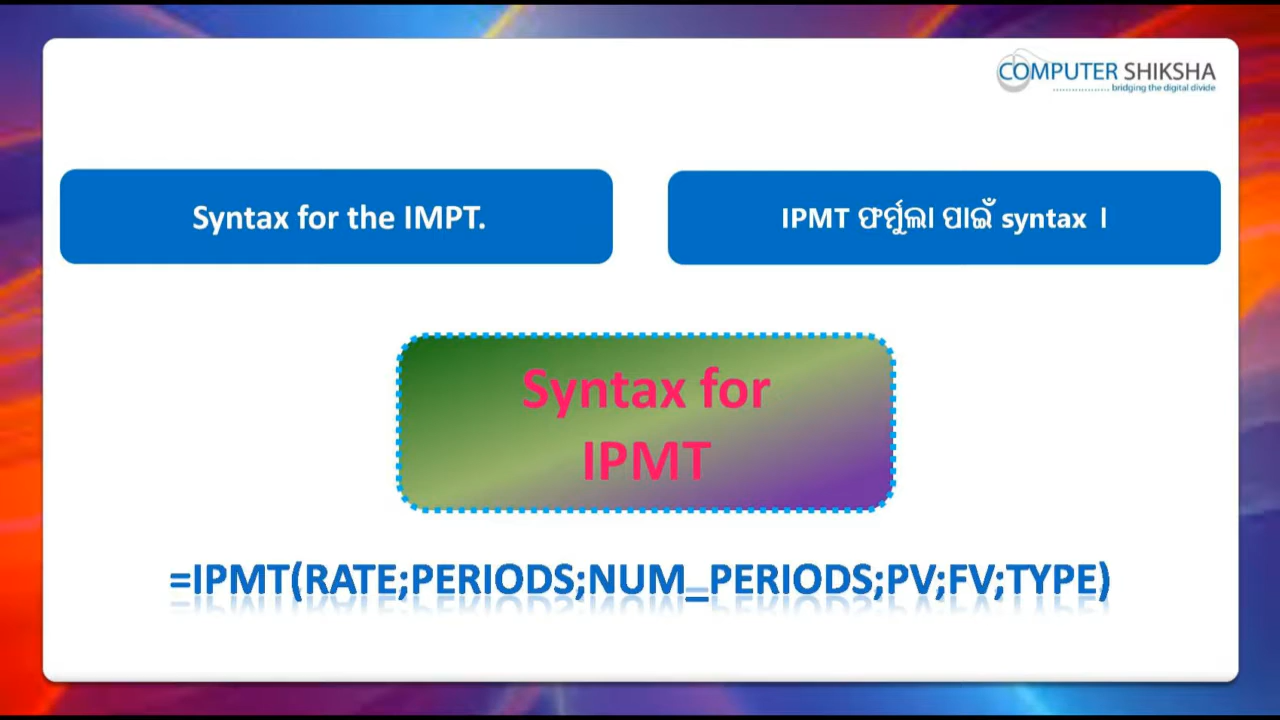 COMPUTER SHIKSHA
bridging the digital divide
Syntax for the IMPT.
IPMT ଫର୍ମୁଲା ପାଇଁ syntax ।
Syntax for
IPMT
=IPMT(RATE;PERIODS;NUM_PERIODS;PV;FV;TYPE)